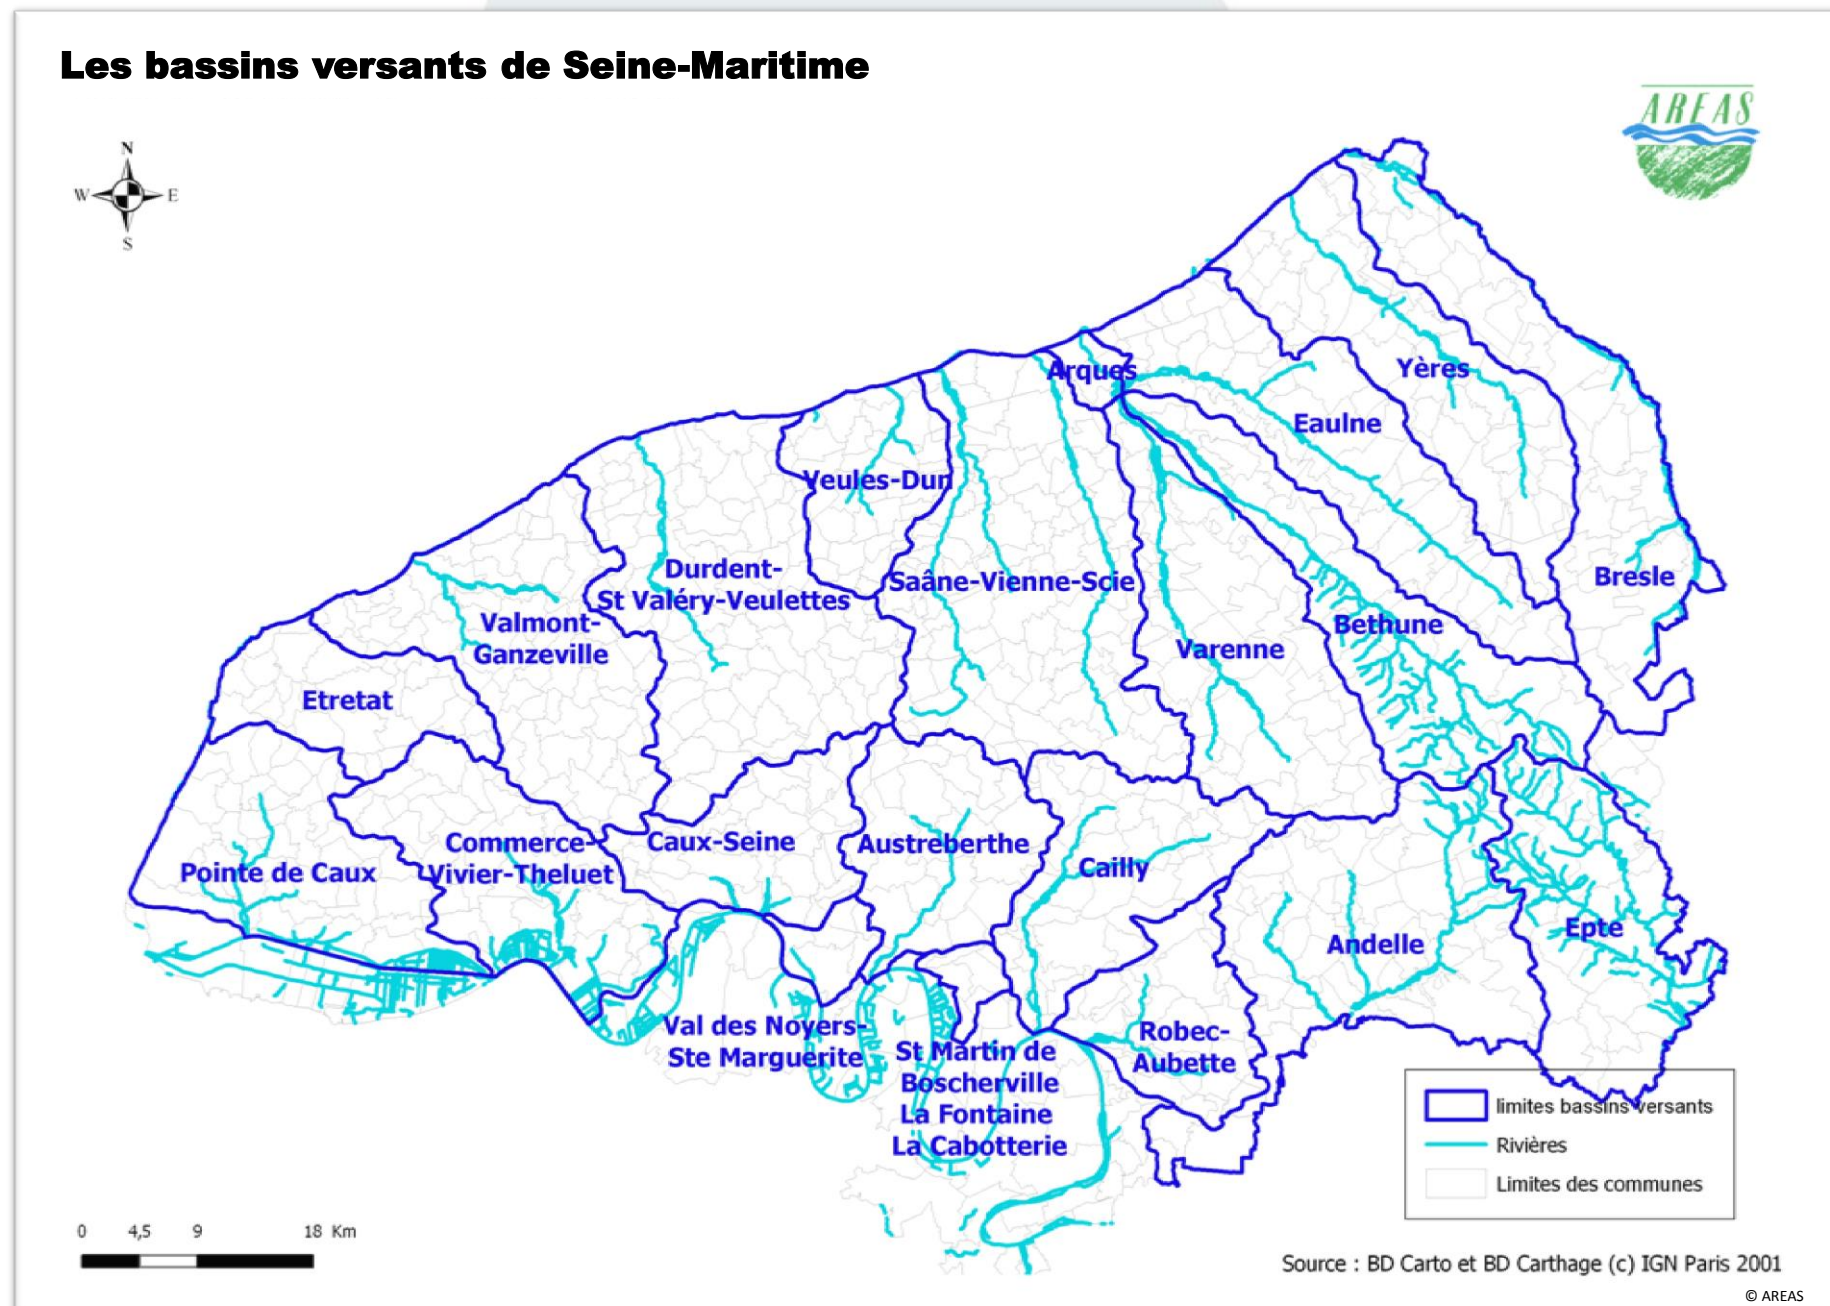 Les bassins versants de Seine-Maritime
AREAS
N
W E
S
Arques
Yères
Eaulne
Veules-Dun
Durdent-
St Valéry-Veulettes
Saâne-Vienne-Scie
Bresle
Valmont-
Ganzeville
Bethune
Varenne
Etretat
Commerce-
Vivier-Theluet
Caux-Seine
Austreberthe
Cailly
Pointe de Caux
Epte
Andelle
Val des Noyers-
Ste Marguerite
St Martin de
Boscherville
La Fontaine
La Cabotterie
Robec-
Aubette
limites bassins versants
Rivières
Limites des communes
0 4,5 9 18 Km
Source : BD Carto et BD Carthage (c) IGN Paris 2001
© AREAS